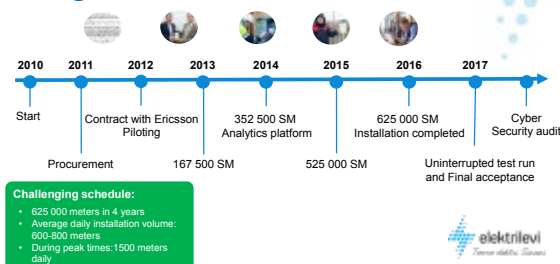 2010 2011 2012 2013 2014 2015 2016 2017
Start
Contract with Ericsson
Piloting
352 500 SM
Analytics platform
625 000 SM
Installation completed
Cyber
Security audit
Procurement
167 500 SM
525 000 SM
Uninterrupted test run
and Final acceptance
Challenging schedule:
• 625 000 meters in 4 years
• Average daily installation volume:
600-800 meters
• During peak times:1500 meters
daily
elektrilevi